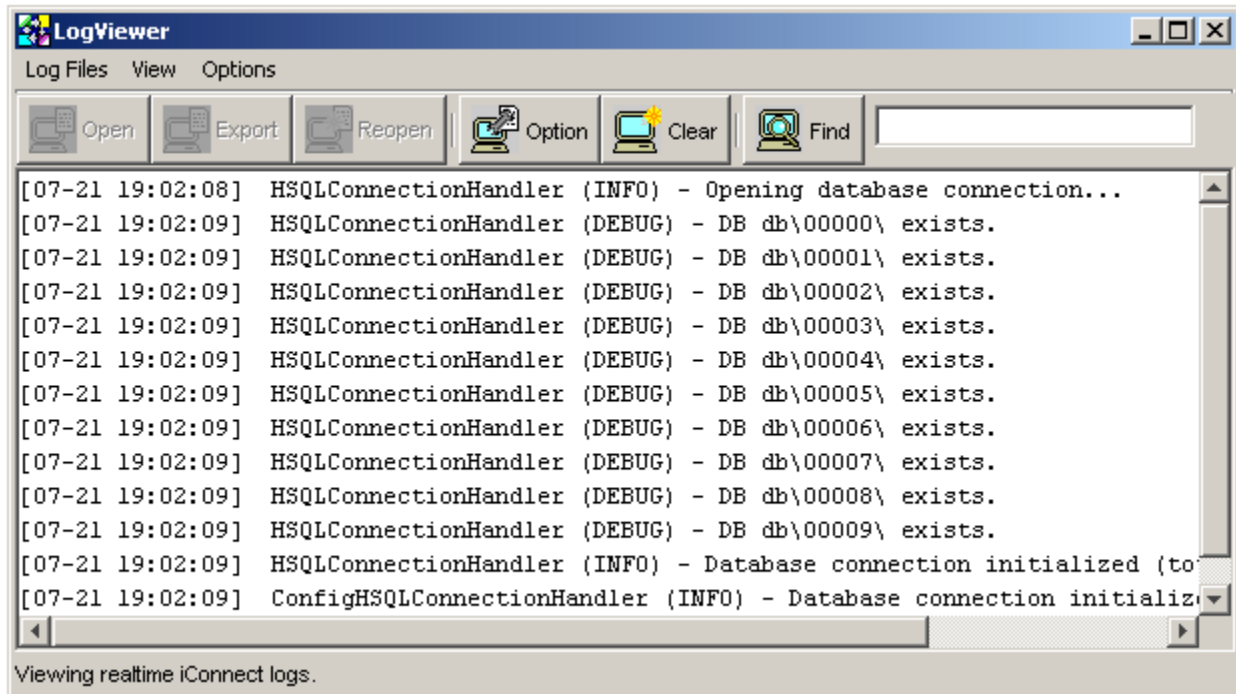 LogViewer
Log Files View Options
Open Export Reopen Option Clear Find
[07-21 19:02:08] HSQLConnectionHandler (INFO) - Opening database connection...
[07-21 19:02:09] HSQLConnectionHandler (DEBUG) - DB db\00000\ exists.
[07-21 19:02:09] HSQLConnectionHandler (DEBUG) - DB db\00001\ exists.
[07-21 19:02:09] HSQLConnectionHandler (DEBUG) - DB db\00002\ exists.
[07-21 19:02:09] HSQLConnectionHandler (DEBUG) - DB db\00003\ exists.
[07-21 19:02:09] HSQLConnectionHandler (DEBUG) - DB db\00004\ exists.
[07-21 19:02:09] HSQLConnectionHandler (DEBUG) - DB db\00005\ exists.
[07-21 19:02:09] HSQLConnectionHandler (DEBUG) - DB db\00006\ exists.
[07-21 19:02:09] HSQLConnectionHandler (DEBUG) - DB db\00007\ exists.
[07-21 19:02:09] HSQLConnectionHandler (DEBUG) - DB db\00008\ exists.
[07-21 19:02:09] HSQLConnectionHandler (DEBUG) - DB db\00009\ exists.
[07-21 19:02:09] HSQLConnectionHandler (INFO) - Database connection initialized (to
[07-21 19:02:09] ConfigHSQLConnectionHandler (INFO) - Database connection initializ
Viewing realtime iConnect logs.